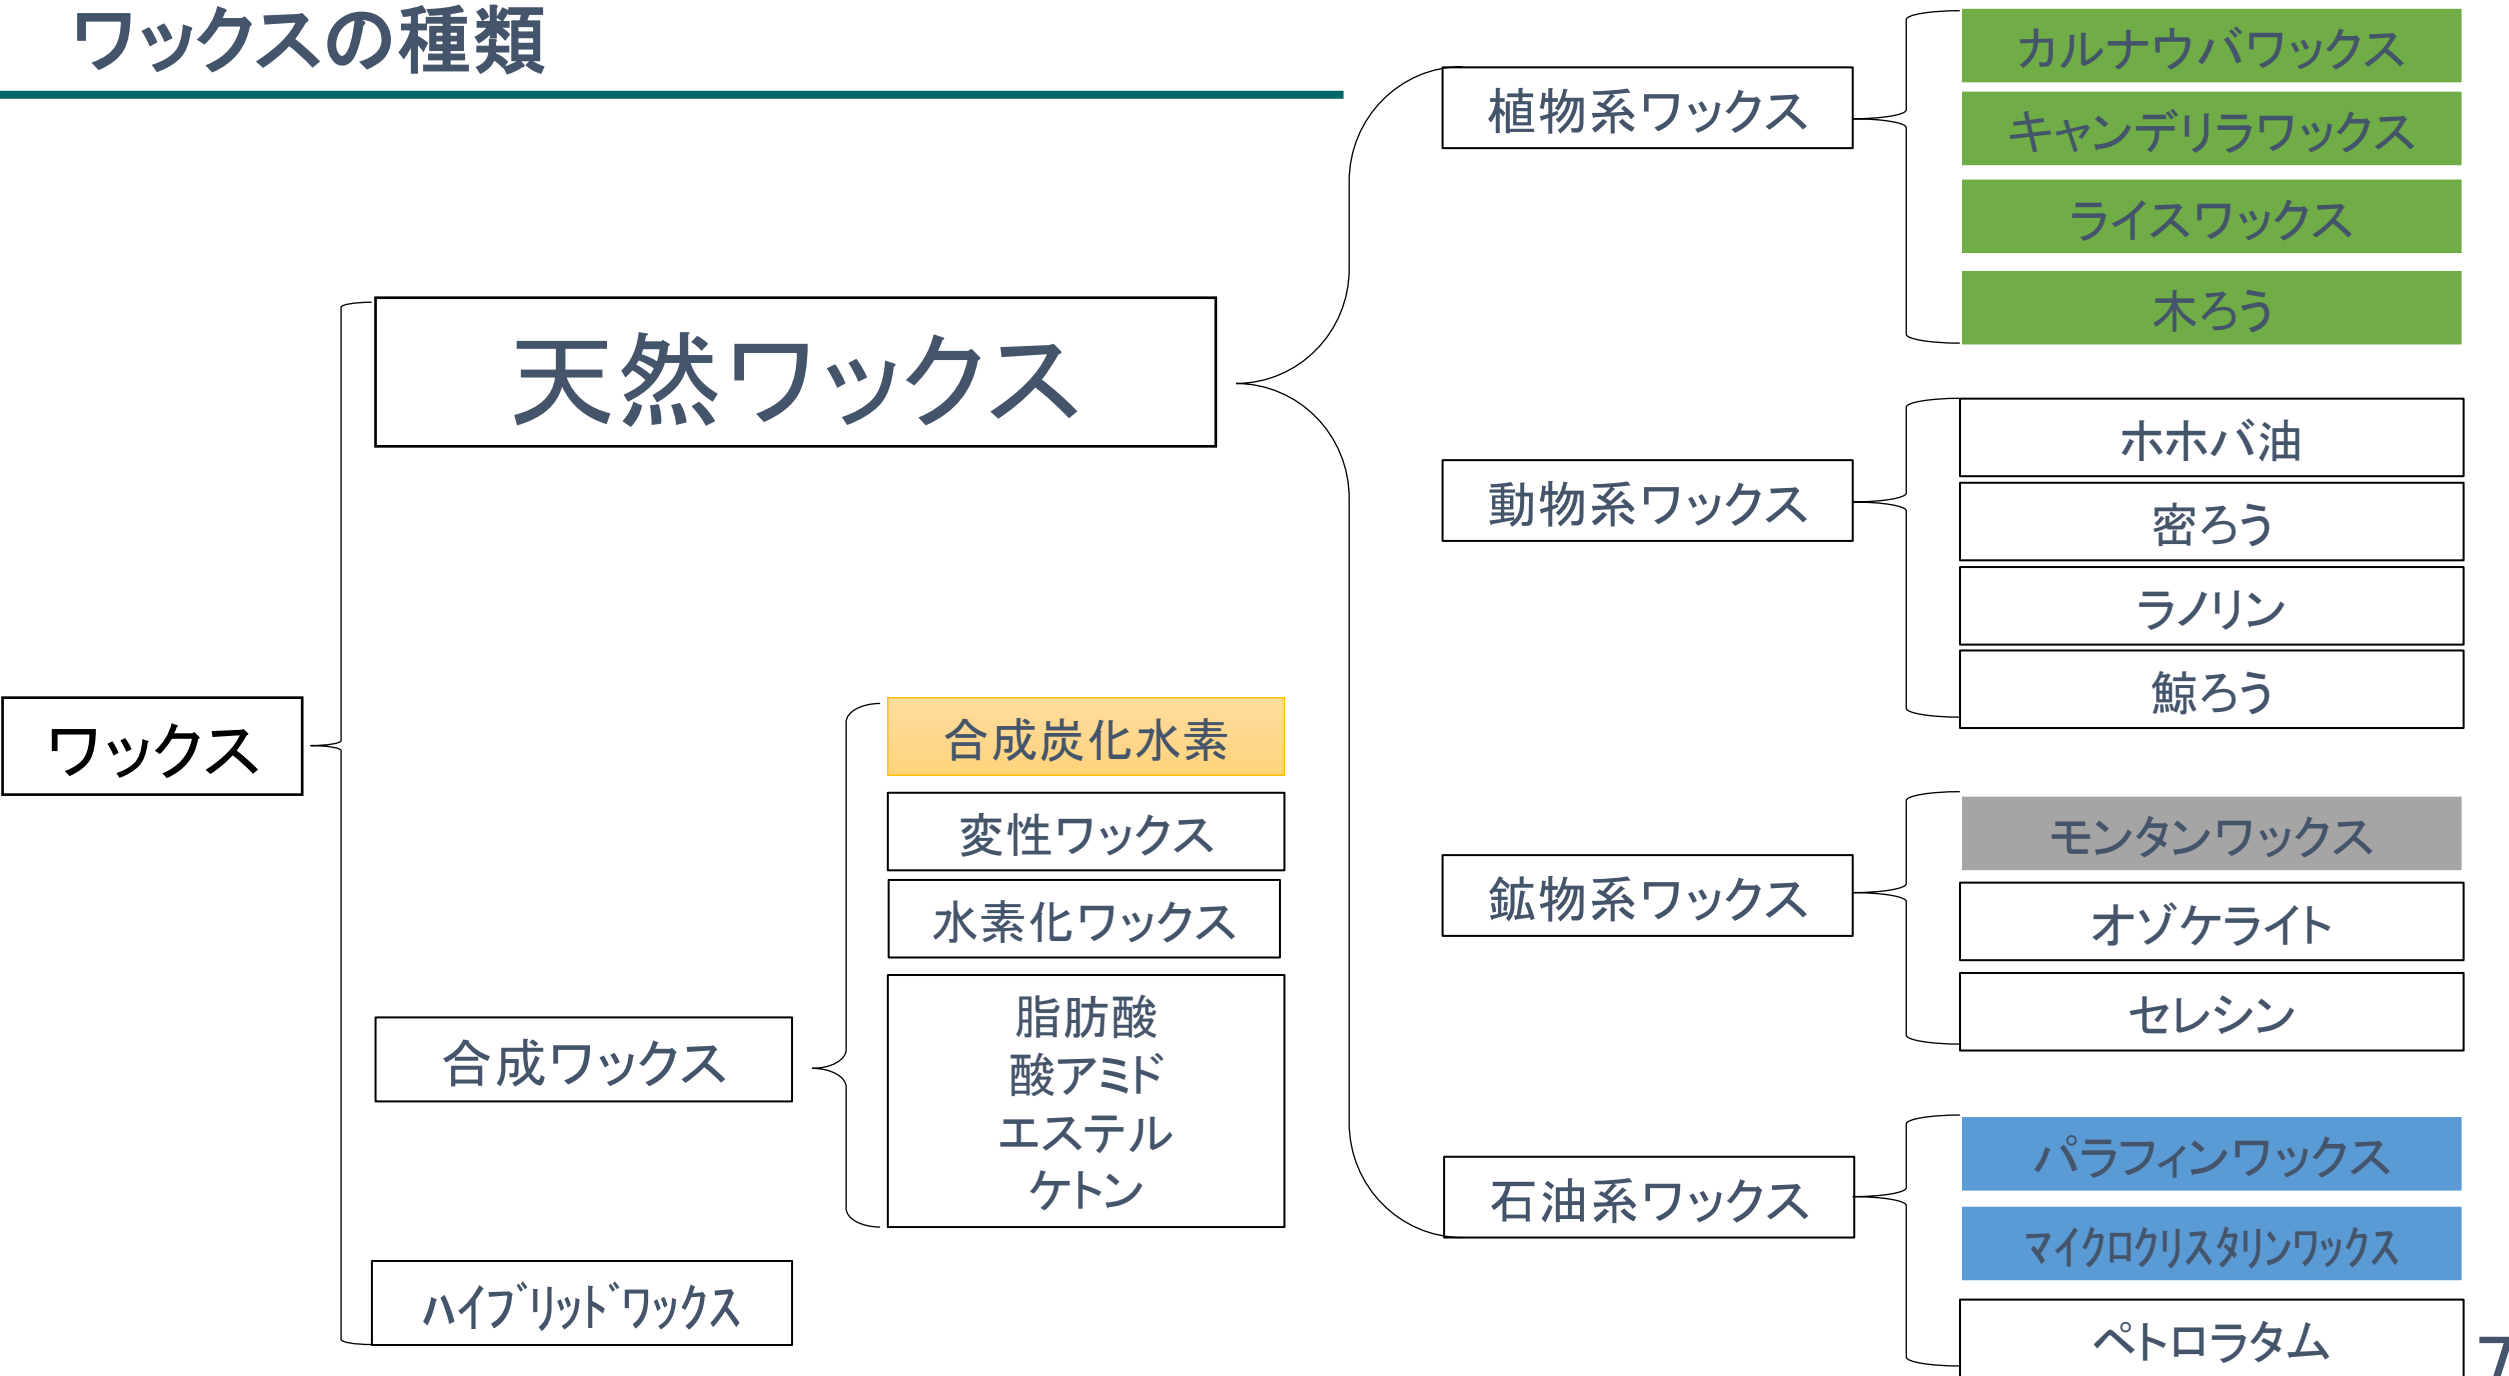 ワックスの種類
ワックス
天然ワックス
植物系ワックス
カルナウバワックス
キャンデリラワックス
ライスワックス
木ろう
動物系ワックス
ホホバ油
密ろう
ラノリン
鯨ろう
鉱物系ワックス
モンタンワックス
オゾケライト
セレシン
石油系ワックス
パラフィンワックス
マイクロクリスタリンワックス
ペトロラタム
合成ワックス
合成炭化水素
変性ワックス
水素化ワックス
脂肪酸
酸アミド
エステル
ケトン
ハイブリッドワックス
7